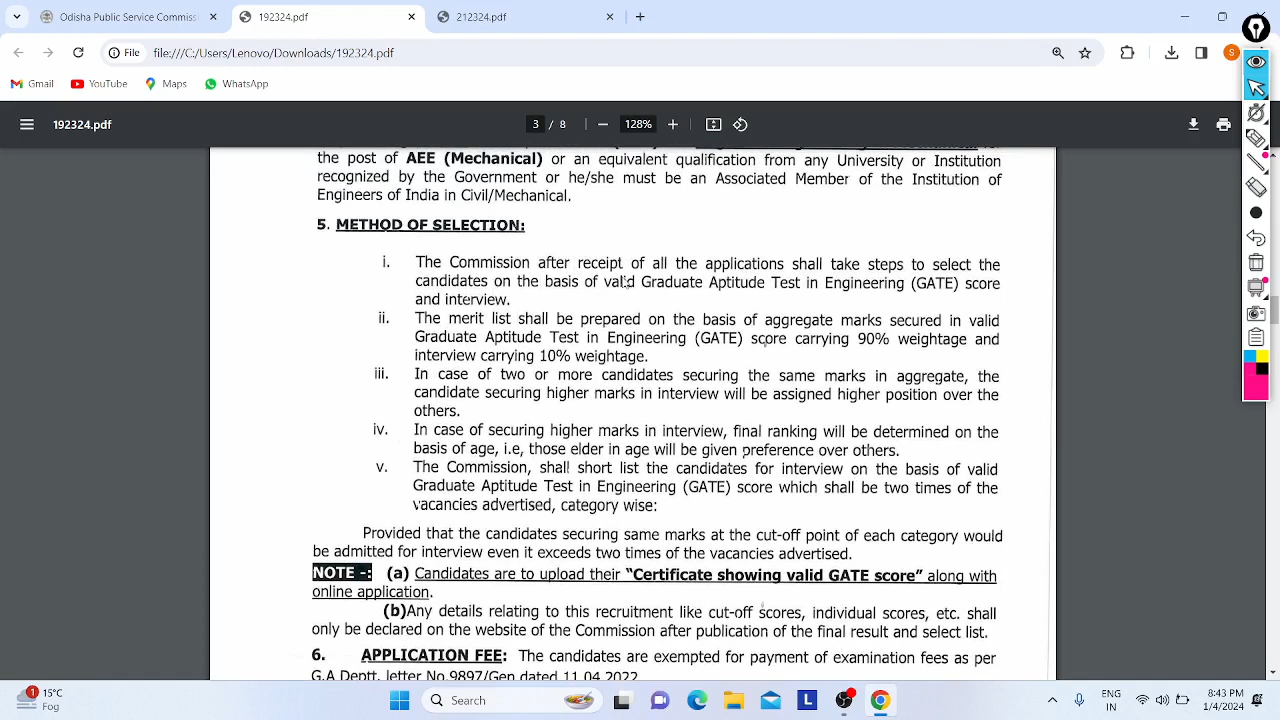 Odisha Public Service Commiss
192324.pdf
212324.pdf
File
file:///C:/Users/Lenovo/Downloads/192324.pdf
S
Gmail
YouTube
Maps
WhatsApp
192324.pdf
3 / 8
128%
the post of AEE (Mechanical) or an equivalent qualification from any University or Institution
recognized by the Government or he/she must be an Associated Member of the Institution of
Engineers of India in Civil/Mechanical.
5. METHOD OF SELECTION:
i. The Commission after receipt of all the applications shall take steps to select the
candidates on the basis of valid Graduate Aptitude Test in Engineering (GATE) score
and interview.
ii. The merit list shall be prepared on the basis of aggregate marks secured in valid
Graduate Aptitude Test in Engineering (GATE) score carrying 90% weightage and
interview carrying 10% weightage.
iii. In case of two or more candidates securing the same marks in aggregate, the
candidate securing higher marks in interview will be assigned higher position over the
others.
iv. In case of securing higher marks in interview, final ranking will be determined on the
basis of age, i.e, those elder in age will be given preference over others.
v. The Commission, shall short list the candidates for interview on the basis of valid
Graduate Aptitude Test in Engineering (GATE) score which shall be two times of the
vacancies advertised, category wise:
Provided that the candidates securing same marks at the cut-off point of each category would
be admitted for interview even it exceeds two times of the vacancies advertised.
NOTE -: (a) Candidates are to upload their "Certificate showing valid GATE score" along with
online application.
(b)Any details relating to this recruitment like cut-off scores, individual scores, etc. shall
only be declared on the website of the Commission after publication of the final result and select list.
6. APPLICATION FEE: The candidates are exempted for payment of examination fees as per
G.A Deptt. letter No.9897/Gen dated 11.04.2022
1
15°C
Fog
Search
L
ENG
IN
8:43 PM
1/4/2024